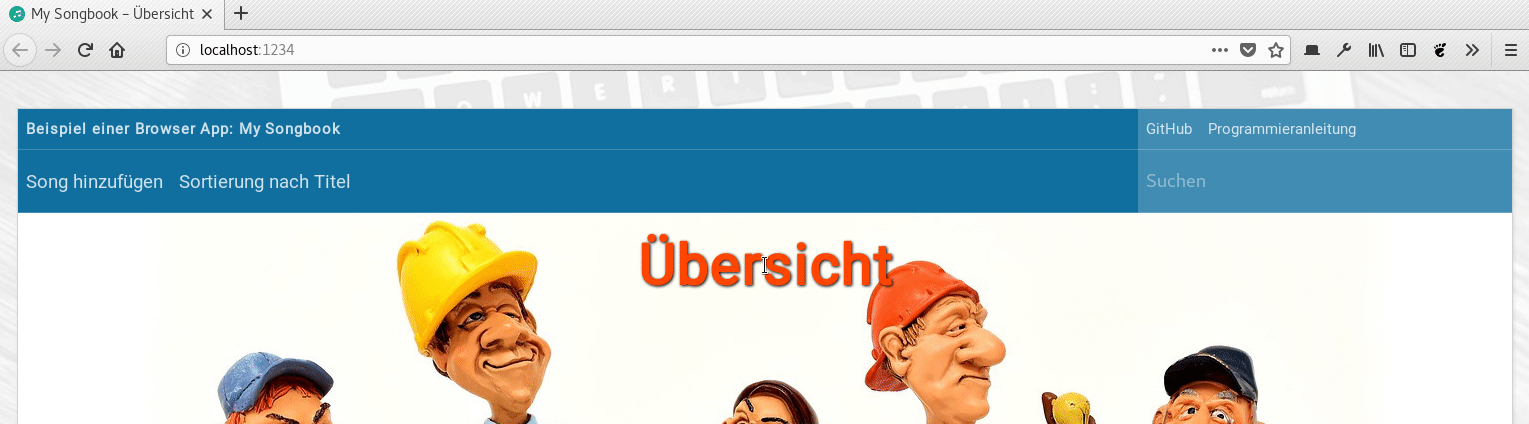 My Songbook – Übersicht
localhost:1234
Beispiel einer Browser App: My Songbook
GitHub Programmieranleitung
Song hinzufügen Sortierung nach Titel
Suchen
Übersicht